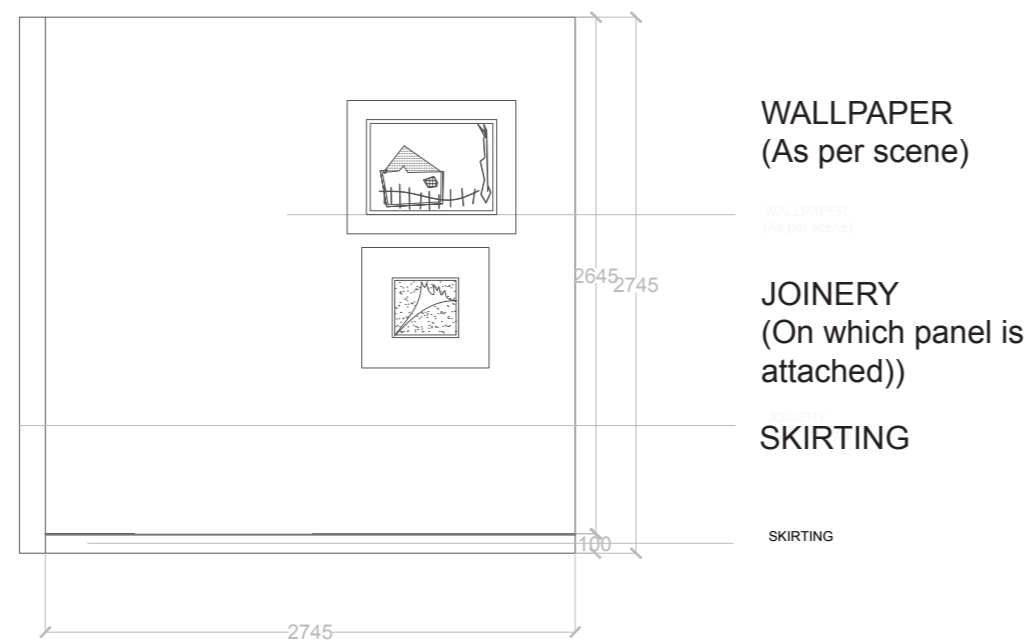 WALLPAPER
(As per scene)
WALLPAPER
(As per scene)
2645
2745
JOINERY
(On which panel is
attached))
JOINERY
SKIRTING
SKIRTING
100
2745